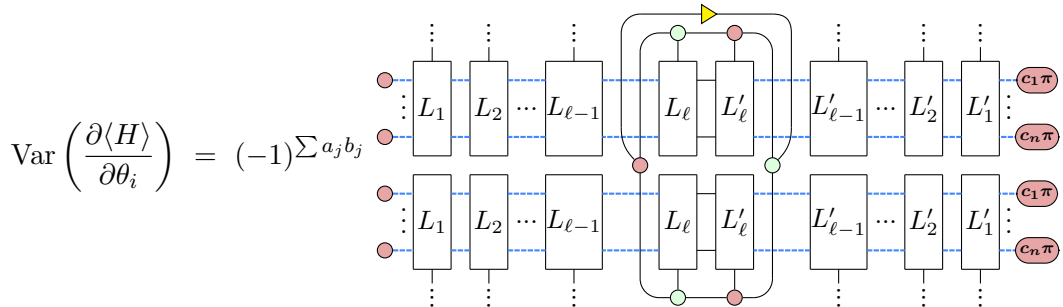 Var(∂⟨H⟩/∂θ_i) = (−1)^{∑ a_j b_j}
⋮ ⋮ ⋮ ⋮ ⋮ ⋮
L_1 L_2 ... L_{ℓ−1} L_ℓ L'_ℓ L'_{ℓ−1} ... L'_2 L'_1 c_1π
⋮ ⋮
c_nπ
L_1 L_2 ... L_{ℓ−1} L_ℓ L'_ℓ L'_{ℓ−1} ... L'_2 L'_1 c_1π
⋮ ⋮
c_nπ
⋮ ⋮ ⋮ ⋮ ⋮ ⋮